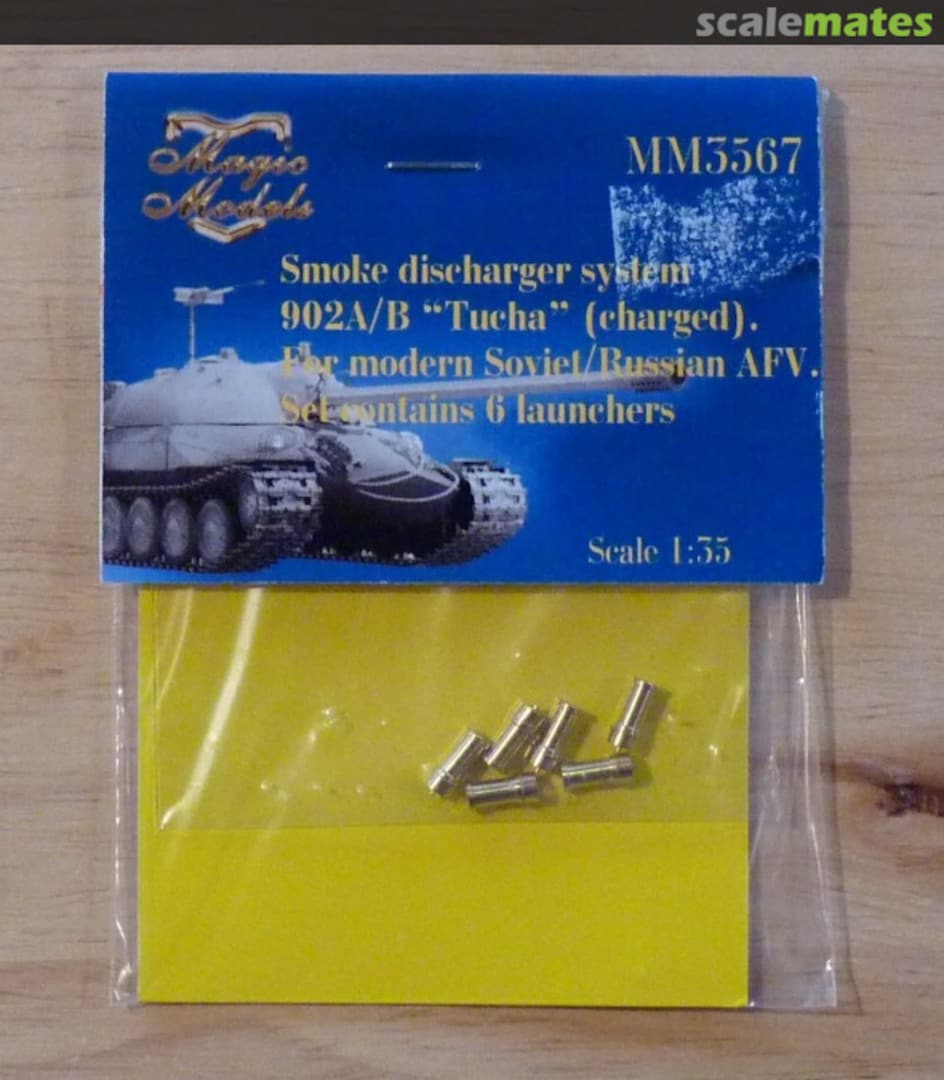 scalemates
Magic
Models
MM3567
Smoke discharger system
902A/B “Tucha” (charged).
For modern Soviet/Russian AFV.
Set contains 6 launchers
Scale 1:35